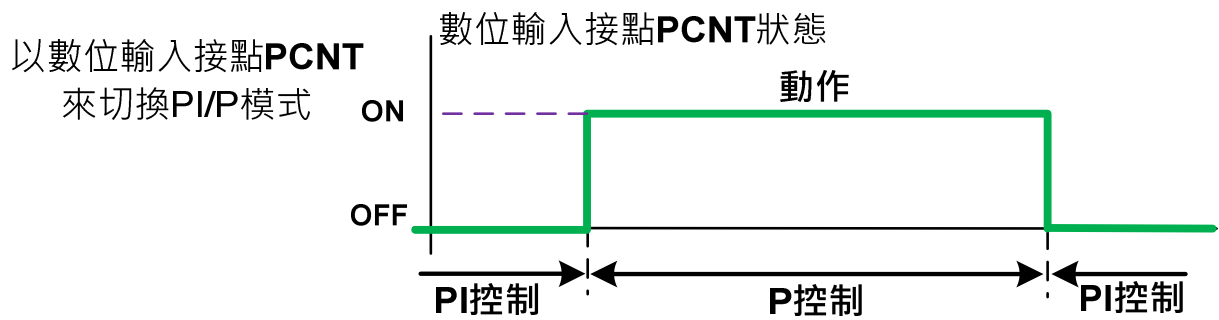 以數位輸入接點PCNT
來切換PI/P模式
數位輸入接點PCNT狀態
動作
ON
OFF
PI控制
P控制
PI控制